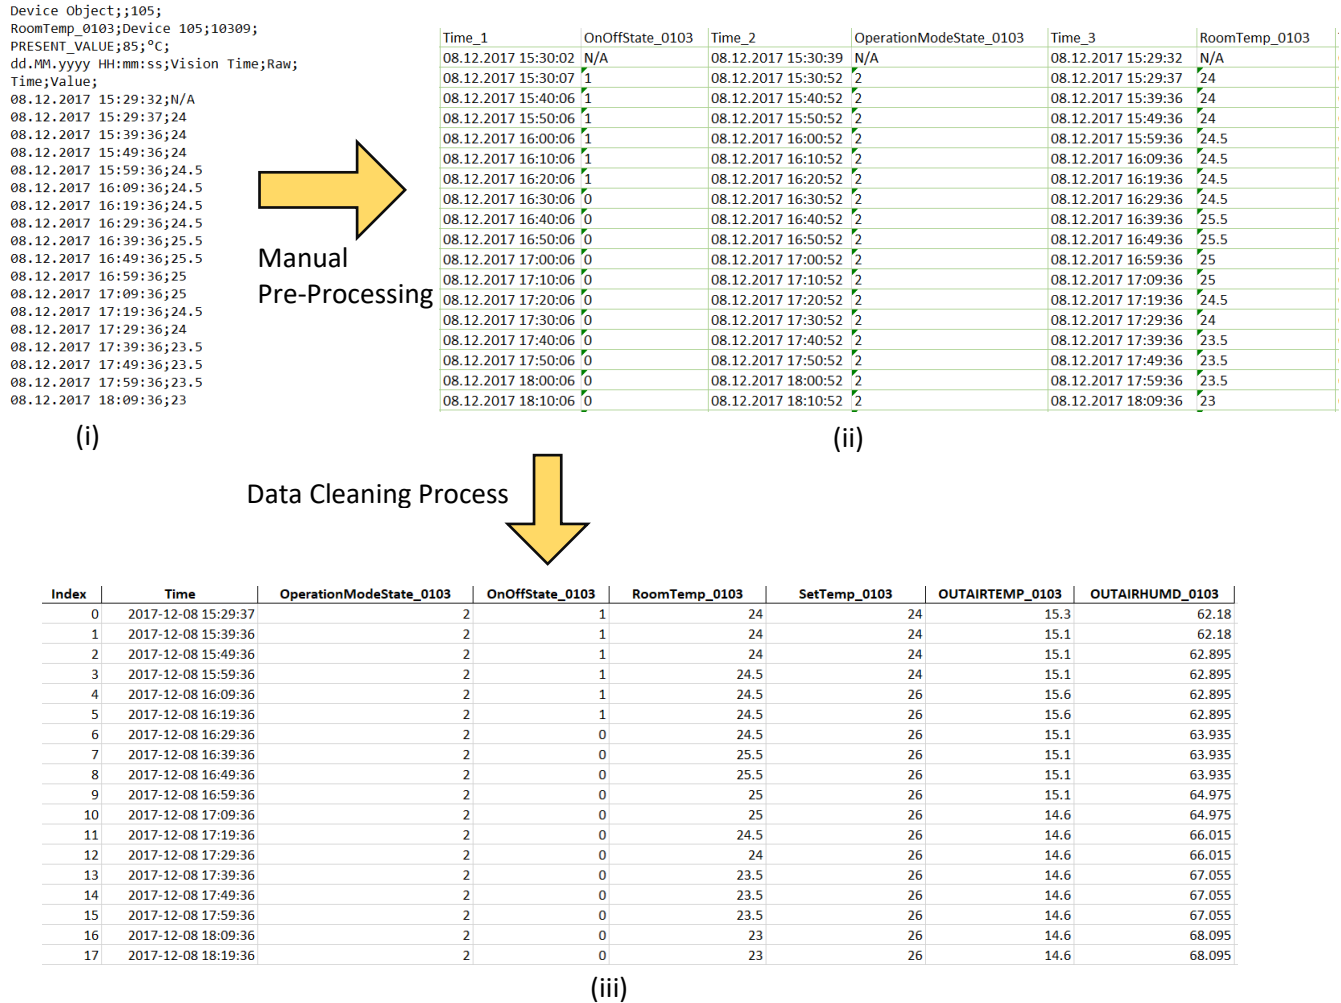 Device Object;;105;
RoomTemp_0103;Device 105;10309;
PRESENT_VALUE;85;°C;
dd.MM.yyyy HH:mm:ss;Vision Time;Raw;
Time;Value;
08.12.2017 15:29:32;N/A
08.12.2017 15:29:37;24
08.12.2017 15:39:36;24
08.12.2017 15:49:36;24
08.12.2017 15:59:36;24.5
08.12.2017 16:09:36;24.5
08.12.2017 16:19:36;24.5
08.12.2017 16:29:36;24.5
08.12.2017 16:39:36;25.5
08.12.2017 16:49:36;25.5
08.12.2017 16:59:36;25
08.12.2017 17:09:36;25
08.12.2017 17:19:36;24.5
08.12.2017 17:29:36;24
08.12.2017 17:39:36;23.5
08.12.2017 17:49:36;23.5
08.12.2017 17:59:36;23.5
08.12.2017 18:09:36;23
(i)
Manual
Pre-Processing
Time_1 OnOffState_0103 Time_2 OperationModeState_0103 Time_3 RoomTemp_0103
08.12.2017 15:30:02 N/A 08.12.2017 15:30:39 N/A 08.12.2017 15:29:32 N/A
08.12.2017 15:30:07 1 08.12.2017 15:30:52 2 08.12.2017 15:29:37 24
08.12.2017 15:40:06 1 08.12.2017 15:40:52 2 08.12.2017 15:39:36 24
08.12.2017 15:50:06 1 08.12.2017 15:50:52 2 08.12.2017 15:49:36 24
08.12.2017 16:00:06 1 08.12.2017 16:00:52 2 08.12.2017 15:59:36 24.5
08.12.2017 16:10:06 1 08.12.2017 16:10:52 2 08.12.2017 16:09:36 24.5
08.12.2017 16:20:06 1 08.12.2017 16:20:52 2 08.12.2017 16:19:36 24.5
08.12.2017 16:30:06 0 08.12.2017 16:30:52 2 08.12.2017 16:29:36 24.5
08.12.2017 16:40:06 0 08.12.2017 16:40:52 2 08.12.2017 16:39:36 25.5
08.12.2017 16:50:06 0 08.12.2017 16:50:52 2 08.12.2017 16:49:36 25.5
08.12.2017 17:00:06 0 08.12.2017 17:00:52 2 08.12.2017 16:59:36 25
08.12.2017 17:10:06 0 08.12.2017 17:10:52 2 08.12.2017 17:09:36 25
08.12.2017 17:20:06 0 08.12.2017 17:20:52 2 08.12.2017 17:19:36 24.5
08.12.2017 17:30:06 0 08.12.2017 17:30:52 2 08.12.2017 17:29:36 24
08.12.2017 17:40:06 0 08.12.2017 17:40:52 2 08.12.2017 17:39:36 23.5
08.12.2017 17:50:06 0 08.12.2017 17:50:52 2 08.12.2017 17:49:36 23.5
08.12.2017 18:00:06 0 08.12.2017 18:00:52 2 08.12.2017 17:59:36 23.5
08.12.2017 18:10:06 0 08.12.2017 18:10:52 2 08.12.2017 18:09:36 23
(ii)
Data Cleaning Process
Index Time OperationModeState_0103 OnOffState_0103 RoomTemp_0103 SetTemp_0103 OUTAIRTEMP_0103 OUTAIRHUMD_0103
0 2017-12-08 15:29:37 2 1 24 24 15.3 62.18
1 2017-12-08 15:39:36 2 1 24 24 15.1 62.18
2 2017-12-08 15:49:36 2 1 24 24 15.1 62.895
3 2017-12-08 15:59:36 2 1 24.5 24 15.1 62.895
4 2017-12-08 16:09:36 2 1 24.5 26 15.6 62.895
5 2017-12-08 16:19:36 2 1 24.5 26 15.6 62.895
6 2017-12-08 16:29:36 2 0 24.5 26 15.1 63.935
7 2017-12-08 16:39:36 2 0 25.5 26 15.1 63.935
8 2017-12-08 16:49:36 2 0 25.5 26 15.1 63.935
9 2017-12-08 16:59:36 2 0 25 26 15.1 64.975
10 2017-12-08 17:09:36 2 0 25 26 14.6 64.975
11 2017-12-08 17:19:36 2 0 24.5 26 14.6 66.015
12 2017-12-08 17:29:36 2 0 24 26 14.6 66.015
13 2017-12-08 17:39:36 2 0 23.5 26 14.6 67.055
14 2017-12-08 17:49:36 2 0 23.5 26 14.6 67.055
15 2017-12-08 17:59:36 2 0 23.5 26 14.6 67.055
16 2017-12-08 18:09:36 2 0 23 26 14.6 68.095
17 2017-12-08 18:19:36 2 0 23 26 14.6 68.095
(iii)